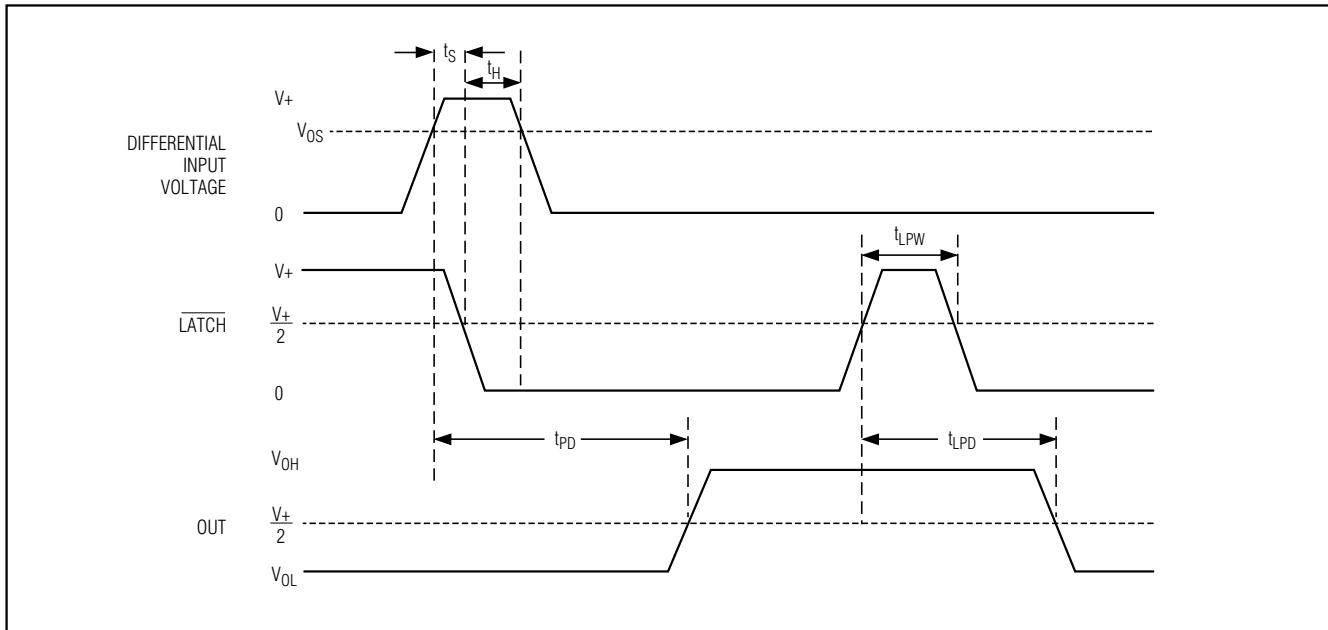 tS
tH
V+
VOS
DIFFERENTIAL
INPUT
VOLTAGE
0
tLPW
V+
V+
2
LATCH
0
tPD
tLPD
VOH
V+
2
OUT
VOL